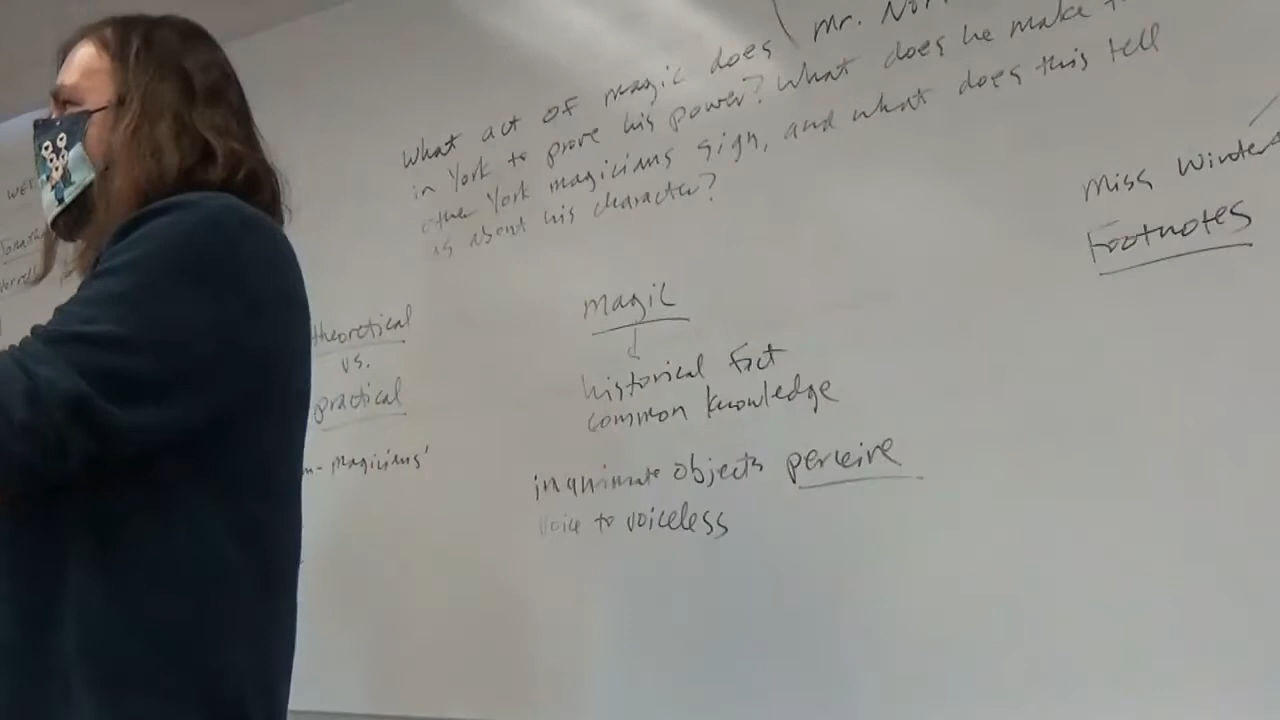 What act of magic does Mr. Nor
in York to prove his power? What does he make t
other York magicians sign, and what does this tell
us about his character?
theoretical
vs.
practical
magicians'
magic
historical fact
common knowledge
inanimate objects perceive
voice to voiceless
Miss Winter
Footnotes